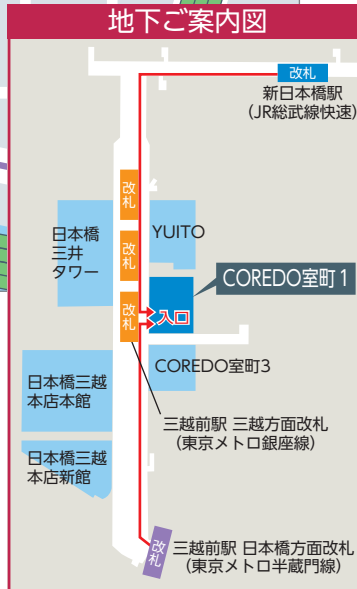 地下ご案内図
改札
新日本橋駅
(JR総武線快速)
改札
日本橋
三井
タワー
改札
YUITO
COREDO室町1
改札
入口
COREDO室町3
日本橋三越
本店本館
三越前駅 三越方面改札
(東京メトロ銀座線)
日本橋三越
本店新館
改札
三越前駅 日本橋方面改札
(東京メトロ半蔵門線)